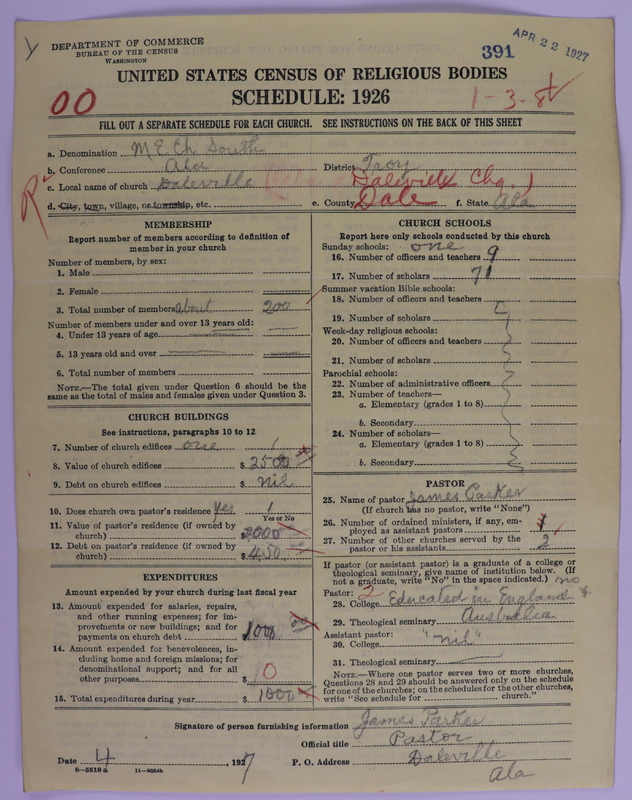 DEPARTMENT OF COMMERCE
BUREAU OF THE CENSUS
WASHINGTON
391
APR 22 1927
UNITED STATES CENSUS OF RELIGIOUS BODIES
SCHEDULE: 1926
00
1-3-8
FILL OUT A SEPARATE SCHEDULE FOR EACH CHURCH. SEE INSTRUCTIONS ON THE BACK OF THIS SHEET
a. Denomination M E Ch South
b. Conference Ala District Troy
c. Local name of church Daleville Daleville Chg.)
d. City, town, village, or township, etc. e. County Dale f. State Ala
MEMBERSHIP
Report number of members according to definition of
member in your church
Number of members, by sex:
1. Male
2. Female
3. Total number of members about 200
Number of members under and over 13 years old:
4. Under 13 years of age
5. 13 years old and over
6. Total number of members
NOTE.—The total given under Question 6 should be the
same as the total of males and females given under Question 3.
CHURCH BUILDINGS
See instructions, paragraphs 10 to 12
7. Number of church edifices one 1
8. Value of church edifices $ 2500
9. Debt on church edifices $ nil
10. Does church own pastor's residence yes 1
Yes or No
11. Value of pastor's residence (if owned by
church) $ 2000
12. Debt on pastor's residence (if owned by
church) $ 450
EXPENDITURES
Amount expended by your church during last fiscal year
13. Amount expended for salaries, repairs,
and other running expenses; for im-
provements or new buildings; and for
payments on church debt $ 1000
14. Amount expended for benevolences, in-
cluding home and foreign missions; for
denominational support; and for all
other purposes $ 0
15. Total expenditures during year $ 1000
CHURCH SCHOOLS
Report here only schools conducted by this church
Sunday schools: one
16. Number of officers and teachers 9
17. Number of scholars 71
Summer vacation Bible schools:
18. Number of officers and teachers
19. Number of scholars
Week-day religious schools:
20. Number of officers and teachers
21. Number of scholars
Parochial schools:
22. Number of administrative officers
23. Number of teachers—
a. Elementary (grades 1 to 8)
b. Secondary
24. Number of scholars—
a. Elementary (grades 1 to 8)
b. Secondary
PASTOR
25. Name of pastor James Parker
(If church has no pastor, write "None")
26. Number of ordained ministers, if any, em-
ployed as assistant pastors
27. Number of other churches served by the
pastor or his assistants 2
If pastor (or assistant pastor) is a graduate of a college or
theological seminary, give name of institution below. (If
not a graduate, write "No" in the space indicated.) no
Pastor: 2
28. College Educated in England &
29. Theological seminary Australia
Assistant pastor:
30. College "nil"
31. Theological seminary
NOTE.—Where one pastor serves two or more churches,
Questions 28 and 29 should be answered only on the schedule
for one of the churches; on the schedules for the other churches,
write "See schedule for church."
Signature of person furnishing information James Parker
Official title Pastor
Date 4, 1927 P. O. Address Daleville
Ala
8—5518a 11—9054b